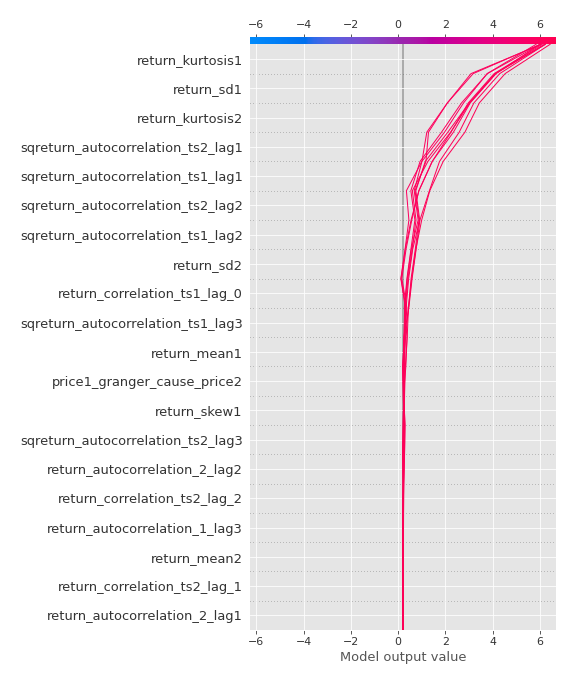 −6 −4 −2 0 2 4 6
return_kurtosis1
return_sd1
return_kurtosis2
sqreturn_autocorrelation_ts2_lag1
sqreturn_autocorrelation_ts1_lag1
sqreturn_autocorrelation_ts2_lag2
sqreturn_autocorrelation_ts1_lag2
return_sd2
return_correlation_ts1_lag_0
sqreturn_autocorrelation_ts1_lag3
return_mean1
price1_granger_cause_price2
return_skew1
sqreturn_autocorrelation_ts2_lag3
return_autocorrelation_2_lag2
return_correlation_ts2_lag_2
return_autocorrelation_1_lag3
return_mean2
return_correlation_ts2_lag_1
return_autocorrelation_2_lag1
−6 −4 −2 0 2 4 6
Model output value